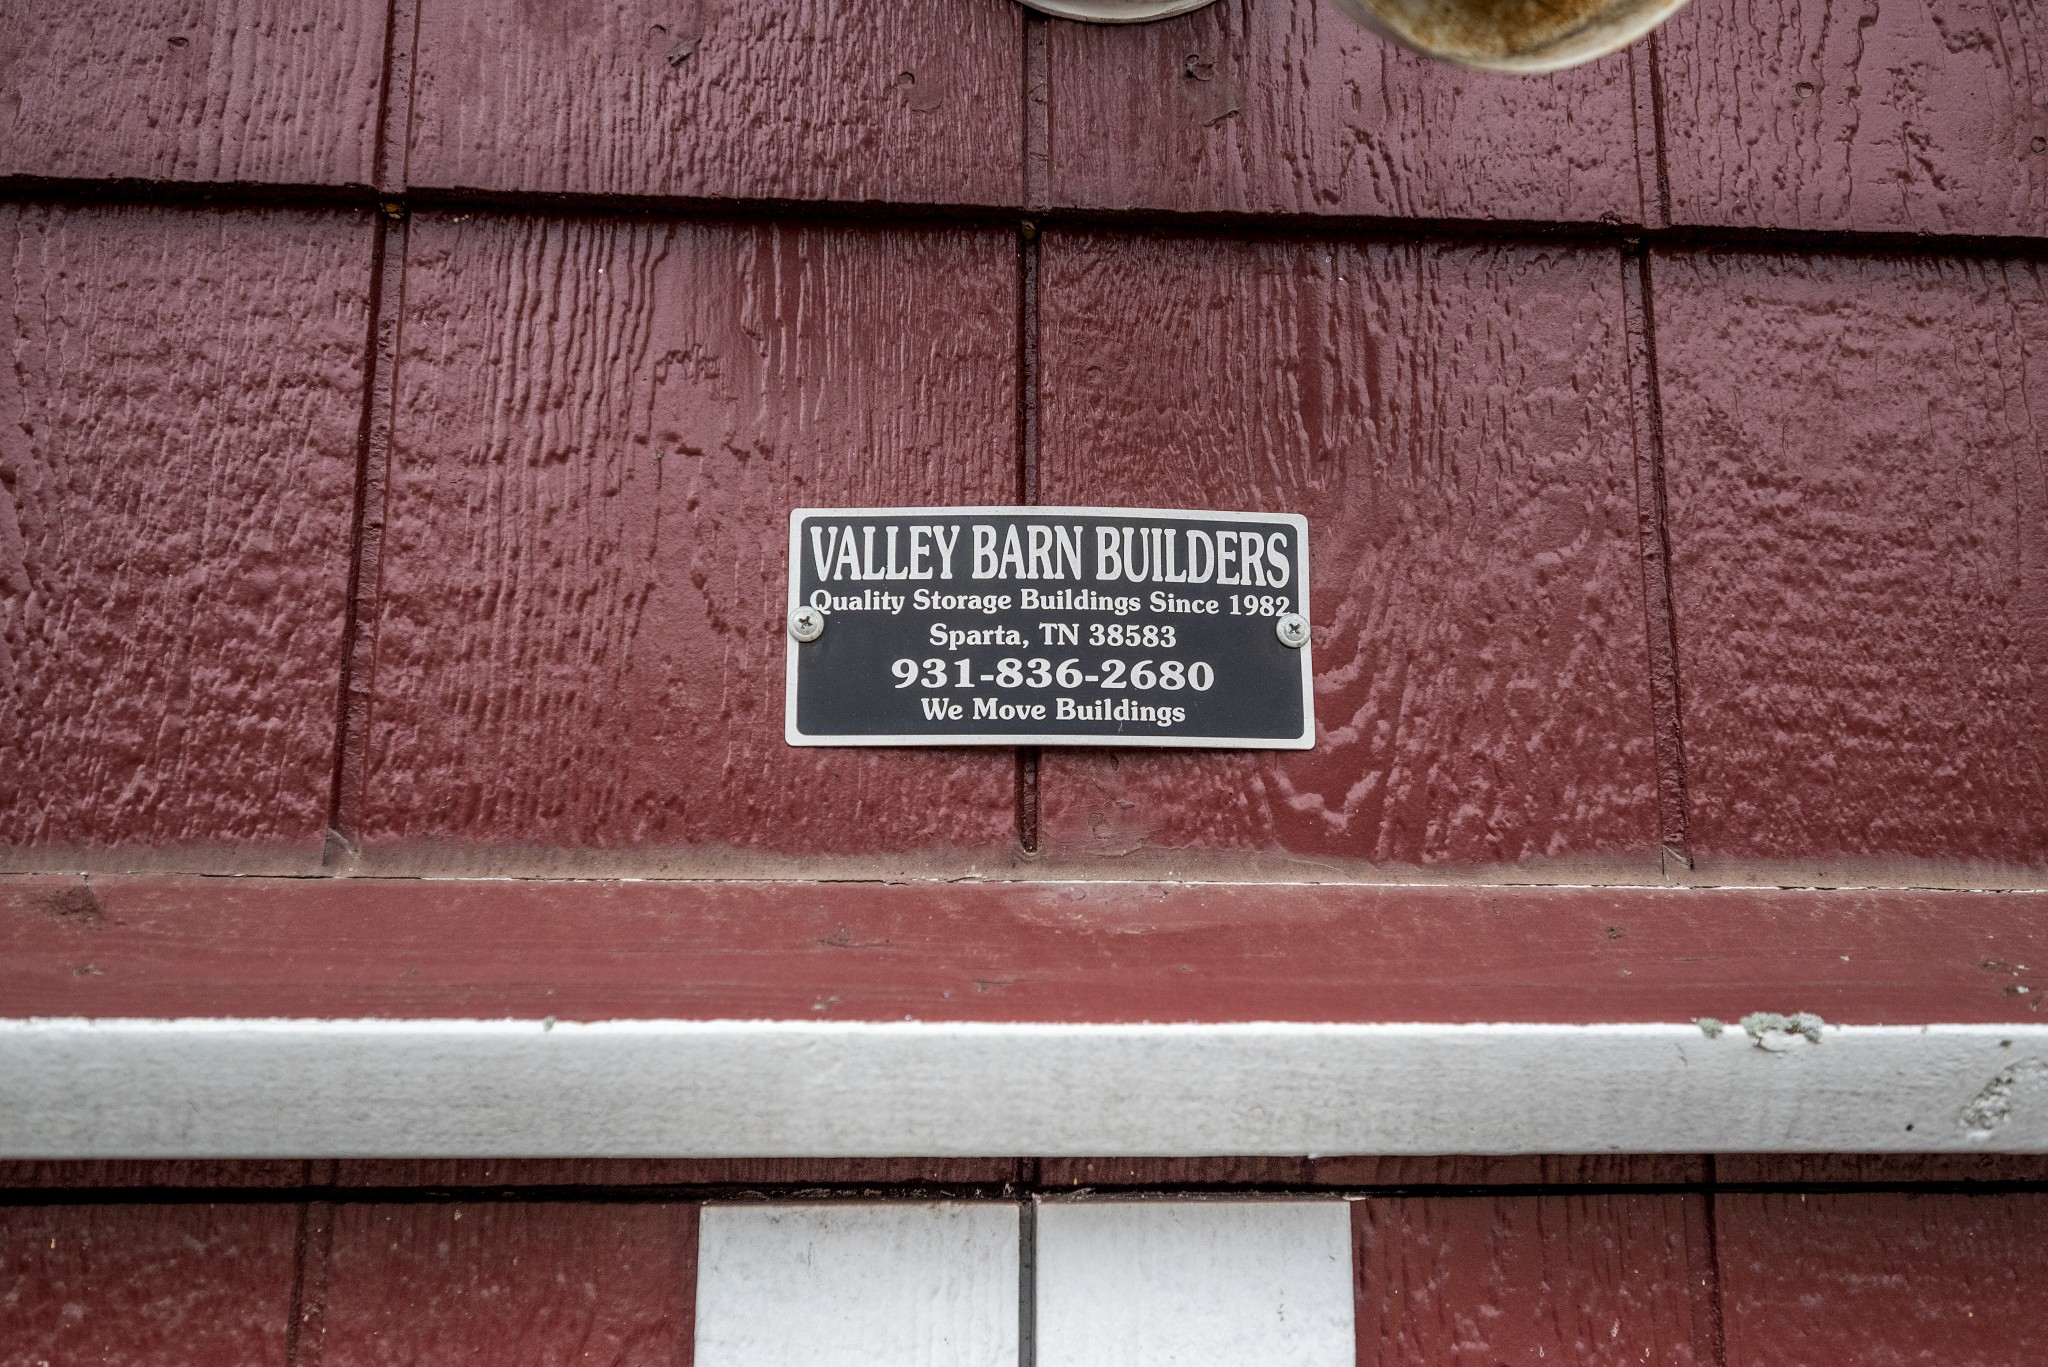 VALLEY BARN BUILDERS
Quality Storage Buildings Since 1982
Sparta, TN 38583
931-836-2680
We Move Buildings